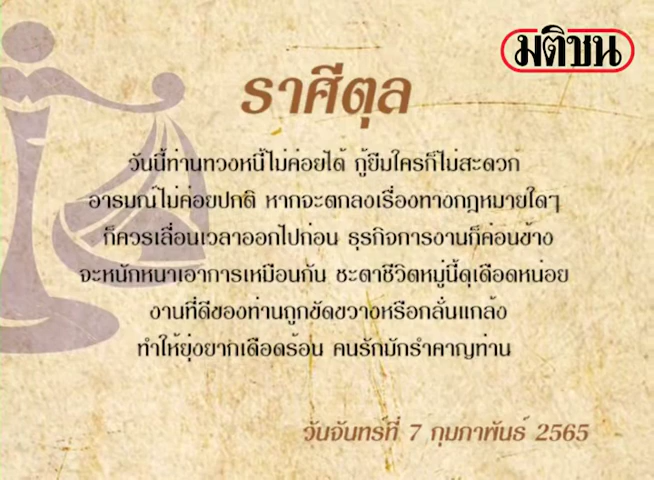 มติชน
ราศีตุล
วันนี้ท่านทวงหนี้ไม่ค่อยได้ กู้ยืมใครก็ไม่สะดวก
อารมณ์ไม่ค่อยปกติ หากจะตกลงเรื่องทางกฎหมายใดๆ
ก็ควรเลื่อนเวลาออกไปก่อน ธุรกิจการงานก็ค่อนข้าง
จะหนักหนาเอาการเหมือนกัน ชะตาชีวิตหมู่นี้ดุเดือดหน่อย
งานที่ดีของท่านถูกขัดขวางหรือกลั่นแกล้ง
ทำให้ยุ่งยากเดือดร้อน คนรักมักรำคาญท่าน
วันจันทร์ที่ 7 กุมภาพันธ์ 2565